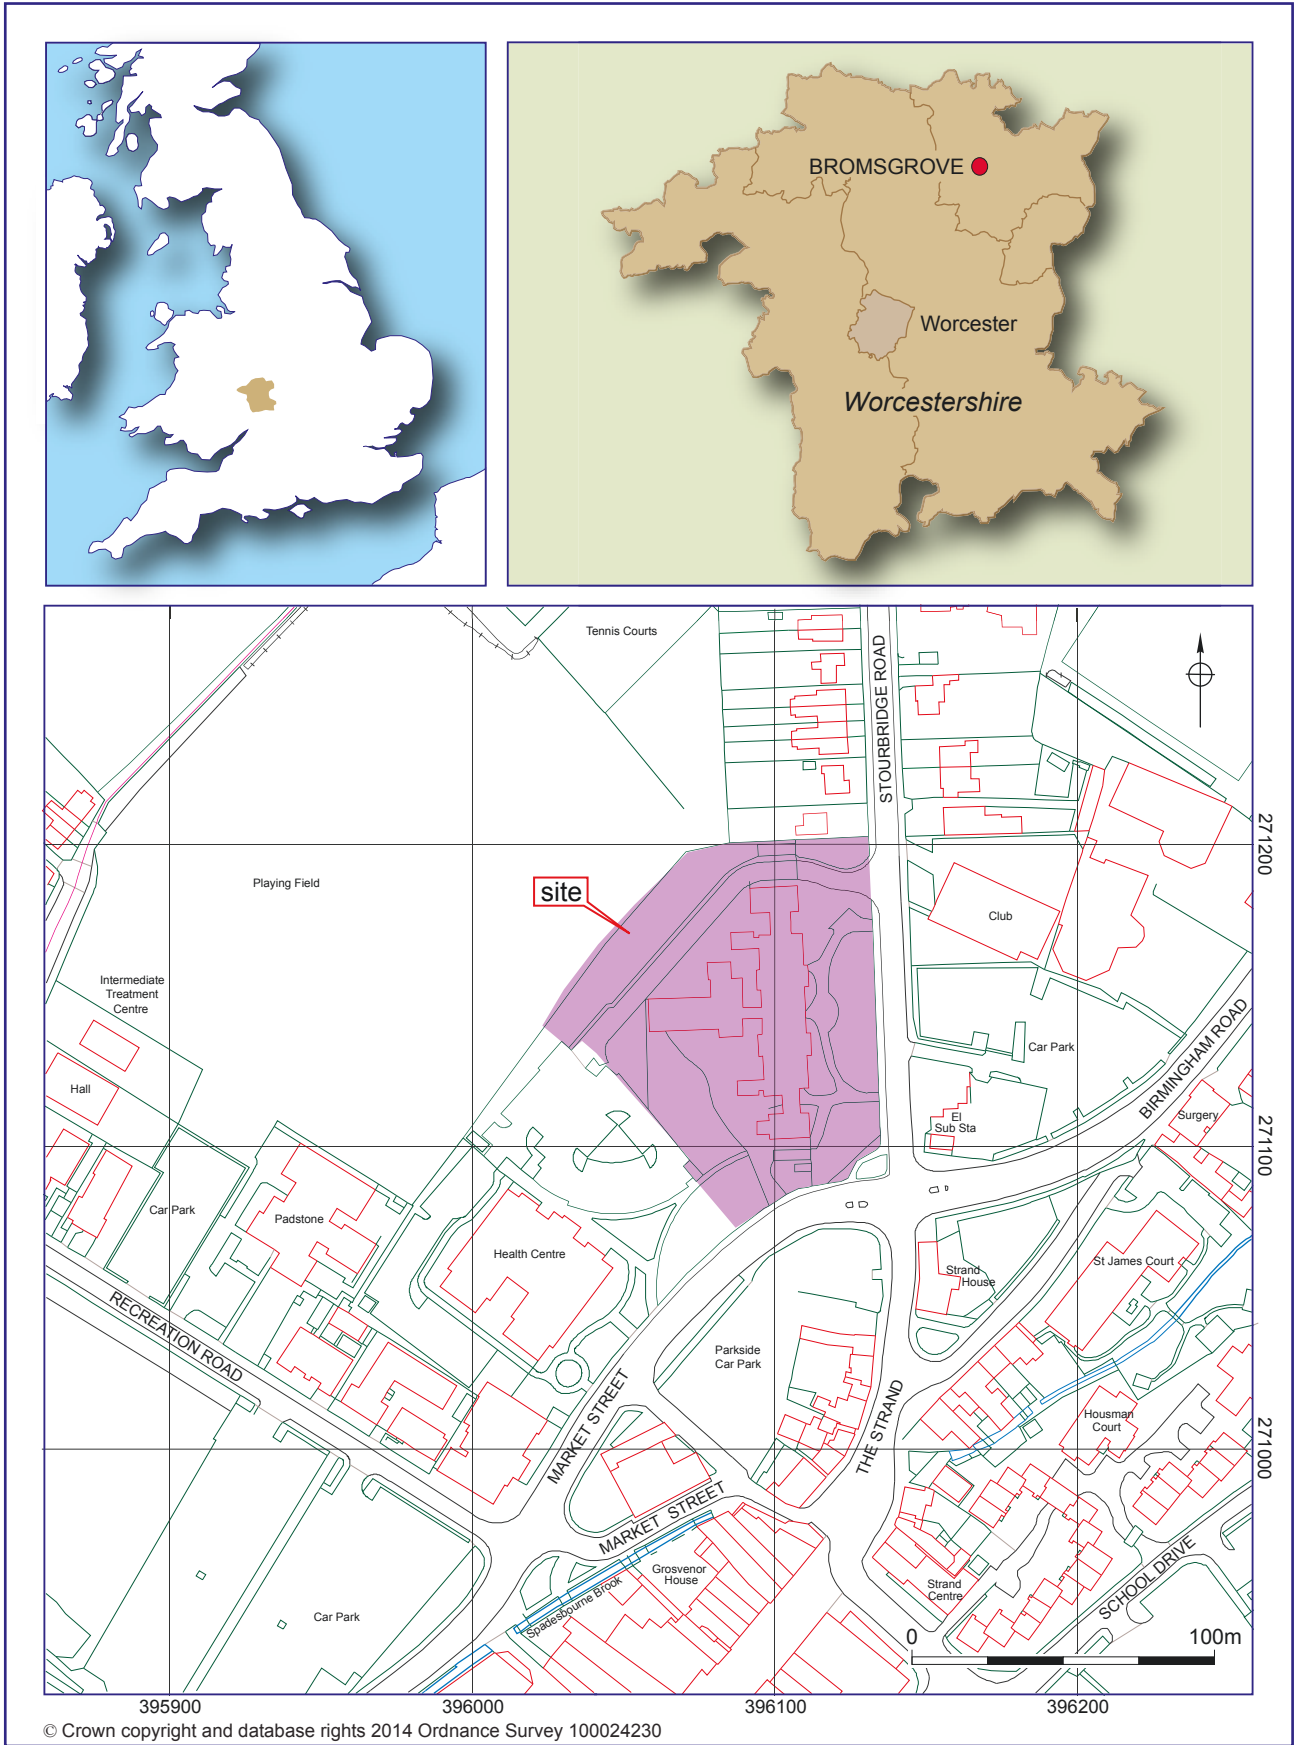 BROMSGROVE
Worcester
Worcestershire
Tennis Courts
STOURBRIDGE ROAD
271200
Playing Field
site
Club
Intermediate
Treatment
Centre
Car Park
BIRMINGHAM ROAD
Hall
El
Sub Sta
Surgery
271100
Car Park
Padstone
Health Centre
St James Court
Strand
House
RECREATION ROAD
Parkside
Car Park
MARKET STREET
THE STRAND
Housman
Court
271000
MARKET STREET
Grosvenor
House
Spadesbourne Brook
Strand
Centre
SCHOOL DRIVE
Car Park
0 100m
395900 396000 396100 396200
© Crown copyright and database rights 2014 Ordnance Survey 100024230